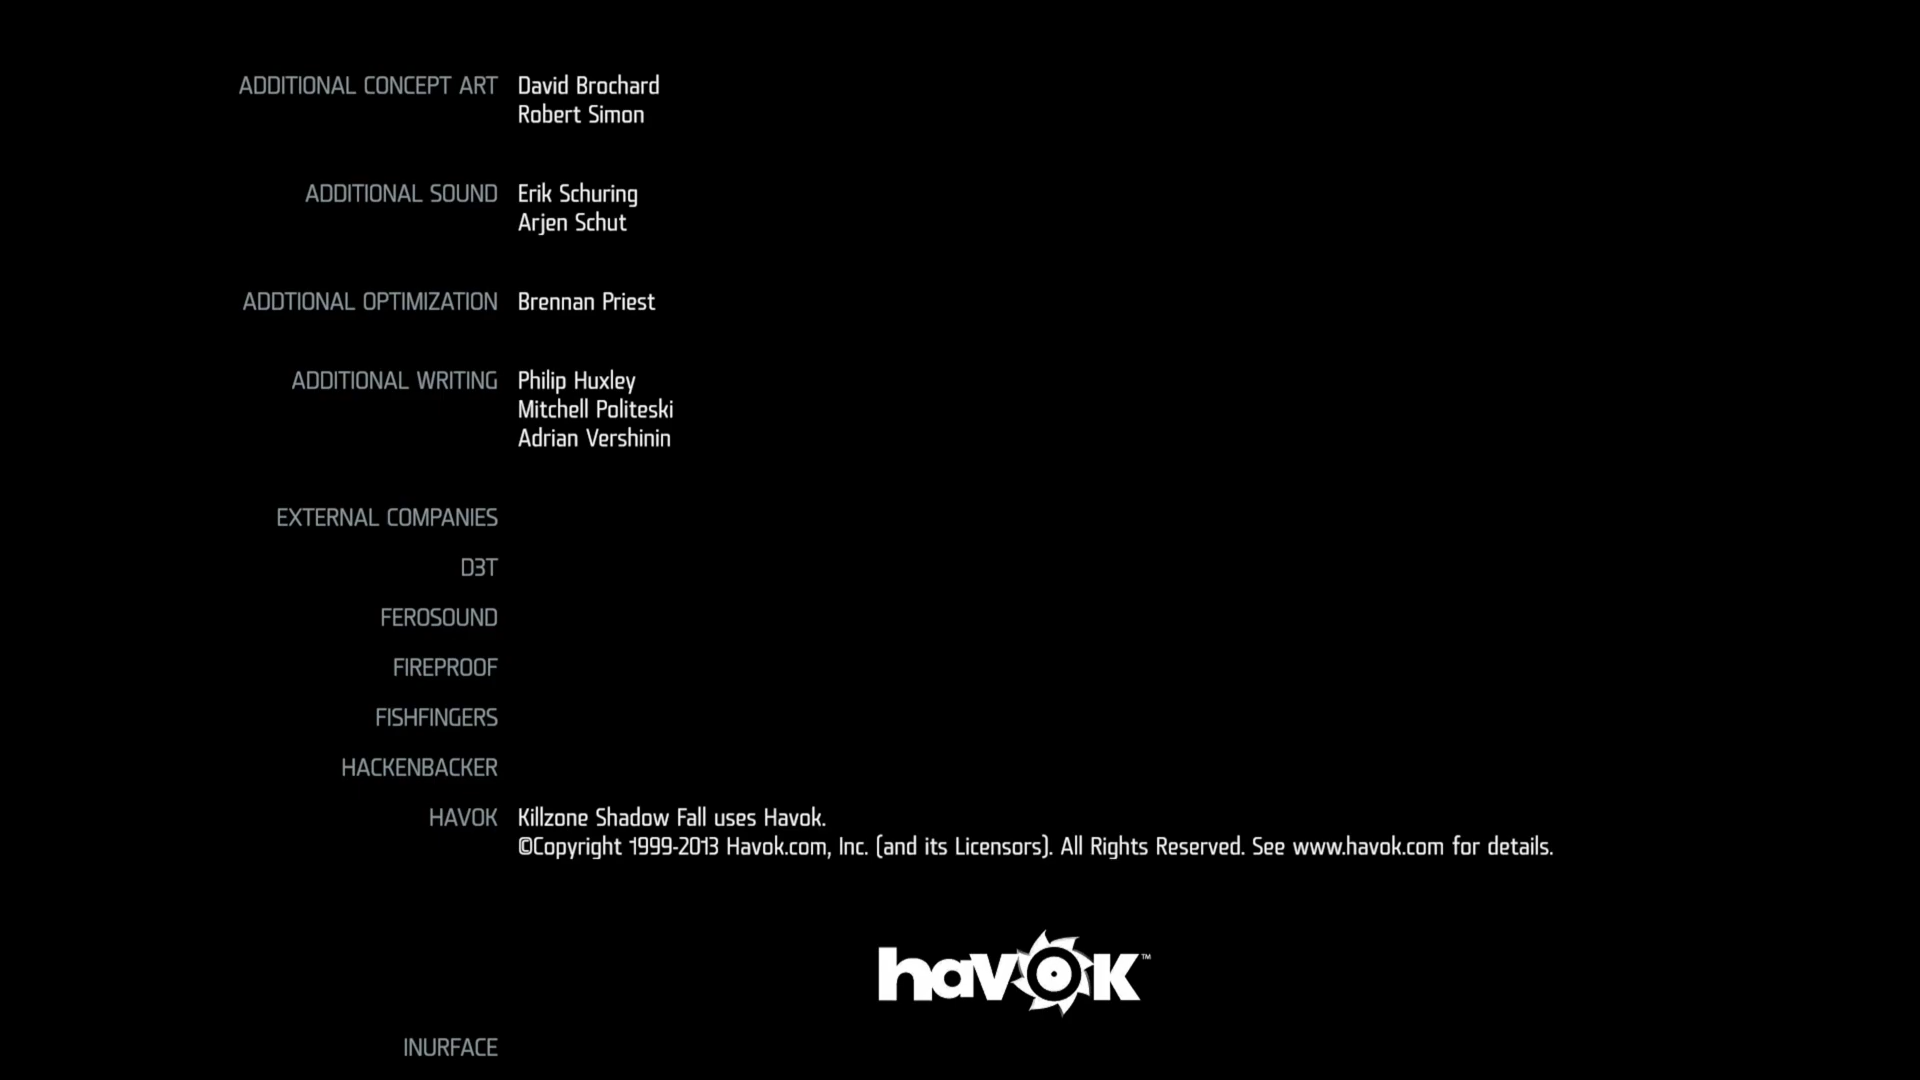 ADDITIONAL CONCEPT ART David Brochard
Robert Simon
ADDITIONAL SOUND Erik Schuring
Arjen Schut
ADDTIONAL OPTIMIZATION Brennan Priest
ADDITIONAL WRITING Philip Huxley
Mitchell Politeski
Adrian Vershinin
EXTERNAL COMPANIES
D3T
FEROSOUND
FIREPROOF
FISHFINGERS
HACKENBACKER
HAVOK Killzone Shadow Fall uses Havok.
©Copyright 1999-2013 Havok.com, Inc. (and its Licensors). All Rights Reserved. See www.havok.com for details.
havok™
INURFACE